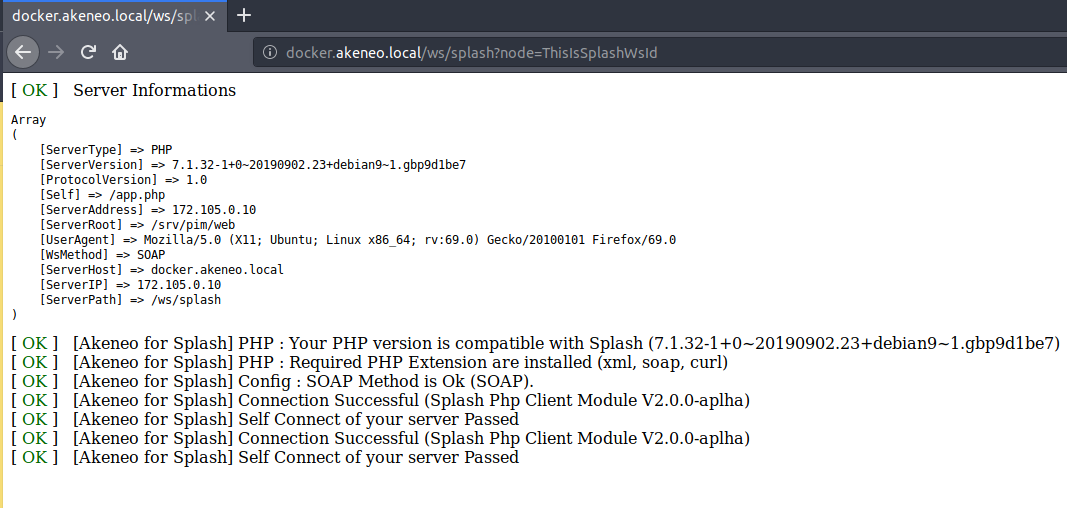 docker.akeneo.local/ws/spl
docker.akeneo.local/ws/splash?node=ThisIsSplashWsId
[ OK ] Server Informations
Array
(
[ServerType] => PHP
[ServerVersion] => 7.1.32-1+0~20190902.23+debian9~1.gbp9d1be7
[ProtocolVersion] => 1.0
[Self] => /app.php
[ServerAddress] => 172.105.0.10
[ServerRoot] => /srv/pim/web
[UserAgent] => Mozilla/5.0 (X11; Ubuntu; Linux x86_64; rv:69.0) Gecko/20100101 Firefox/69.0
[WsMethod] => SOAP
[ServerHost] => docker.akeneo.local
[ServerIP] => 172.105.0.10
[ServerPath] => /ws/splash
)
[ OK ] [Akeneo for Splash] PHP : Your PHP version is compatible with Splash (7.1.32-1+0~20190902.23+debian9~1.gbp9d1be7)
[ OK ] [Akeneo for Splash] PHP : Required PHP Extension are installed (xml, soap, curl)
[ OK ] [Akeneo for Splash] Config : SOAP Method is Ok (SOAP).
[ OK ] [Akeneo for Splash] Connection Successful (Splash Php Client Module V2.0.0-aplha)
[ OK ] [Akeneo for Splash] Self Connect of your server Passed
[ OK ] [Akeneo for Splash] Connection Successful (Splash Php Client Module V2.0.0-aplha)
[ OK ] [Akeneo for Splash] Self Connect of your server Passed